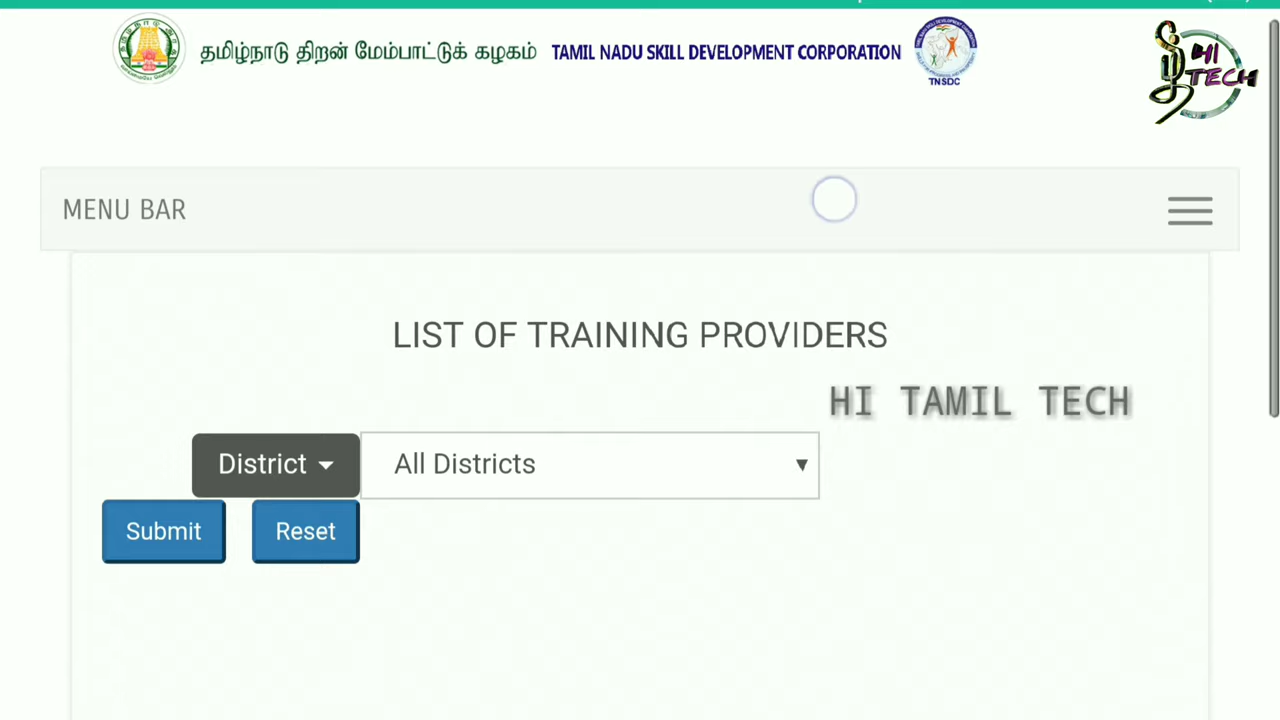 தமிழ்நாடு திறன் மேம்பாட்டுக் கழகம் TAMIL NADU SKILL DEVELOPMENT CORPORATION
TNSDC
HI
TECH
MENU BAR
LIST OF TRAINING PROVIDERS
HI TAMIL TECH
District All Districts
Submit Reset